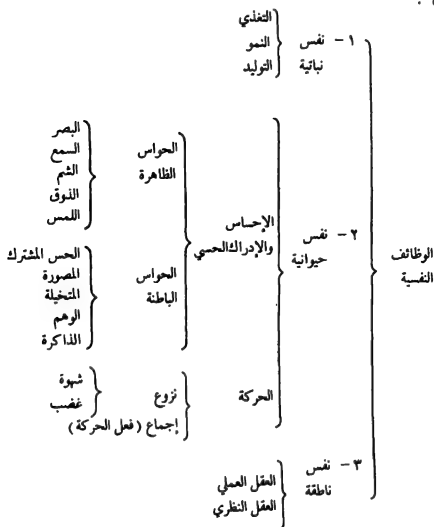 الوظائف
النفسية
١ - نفس
نباتية
التغذي
النمو
التوليد
٢ - نفس
حيوانية
الإحساس
والإدراك الحسي
الحواس
الظاهرة
البصر
السمع
الشم
الذوق
اللمس
الحواس
الباطنة
الحس المشترك
المصورة
المتخيلة
الوهم
الذاكرة
الحركة
نزوع
شهوة
غضب
إجماع (فعل الحركة)
٣ - نفس
ناطقة
العقل العملي
العقل النظري